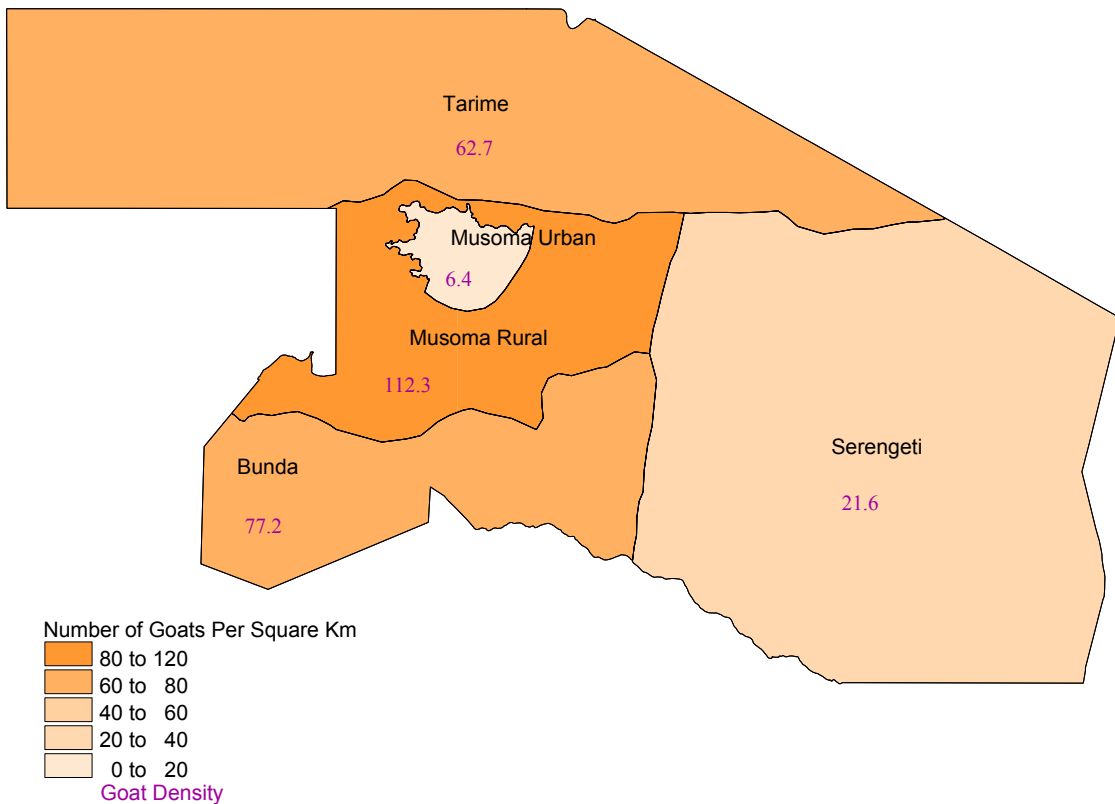 Tarime
62.7
Musoma Urban
6.4
Musoma Rural
112.3
Bunda
77.2
Serengeti
21.6
Number of Goats Per Square Km
80 to 120
60 to 80
40 to 60
20 to 40
0 to 20
Goat Density